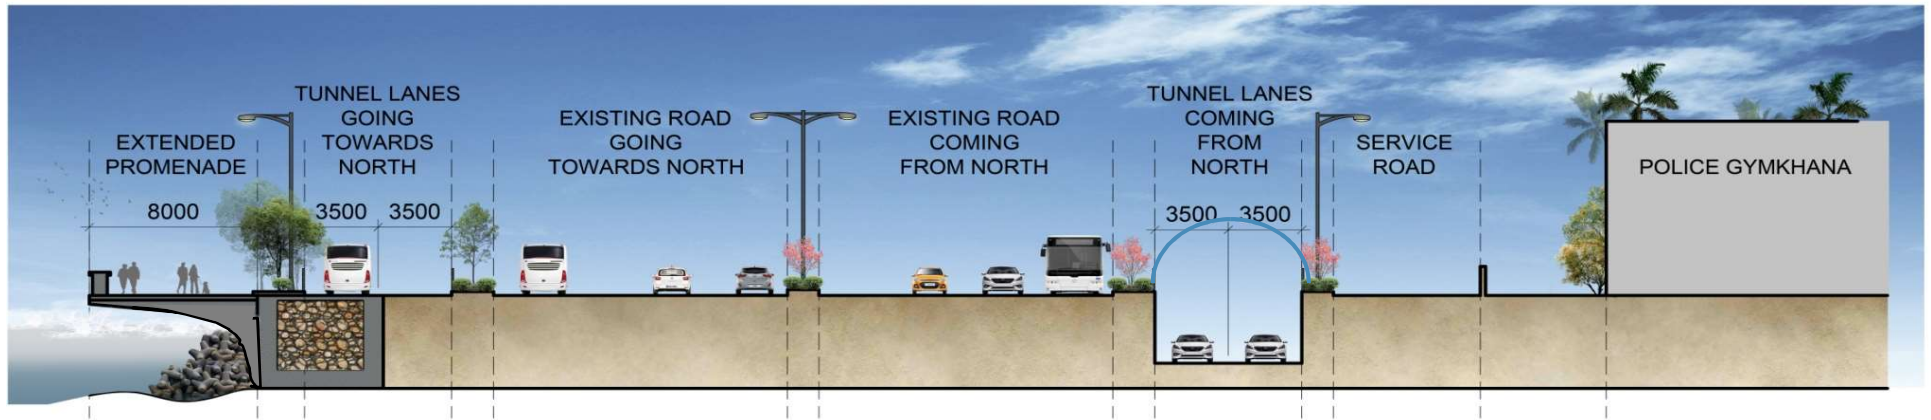 EXTENDED
PROMENADE
8000
TUNNEL LANES
GOING
TOWARDS
NORTH
3500 3500
EXISTING ROAD
GOING
TOWARDS NORTH
EXISTING ROAD
COMING
FROM NORTH
TUNNEL LANES
COMING
FROM
NORTH
3500 3500
SERVICE
ROAD
POLICE GYMKHANA